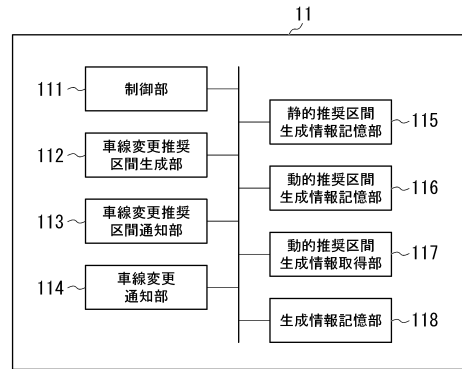 11
111
制御部
112
車線変更推奨
区間生成部
113
車線変更推奨
区間通知部
114
車線変更
通知部
静的推奨区間
生成情報記憶部
115
動的推奨区間
生成情報記憶部
116
動的推奨区間
生成情報取得部
117
生成情報記憶部
118